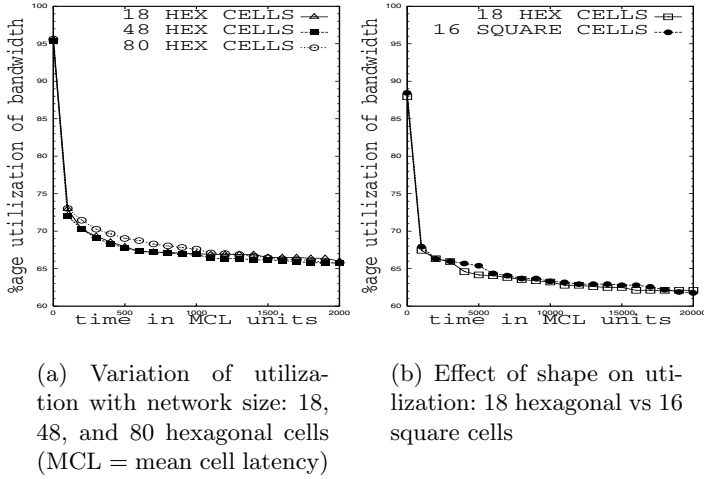 18 HEX CELLS
48 HEX CELLS
80 HEX CELLS
100
95
90
85
80
75
70
65
60
%age utilization of bandwidth
0
500
1000
1500
2000
time in MCL units
18 HEX CELLS
16 SQUARE CELLS
100
95
90
85
80
75
70
65
60
%age utilization of bandwidth
0
5000
10000
15000
20000
time in MCL units
(a) Variation of utiliza-
tion with network size: 18,
48, and 80 hexagonal cells
(MCL = mean cell latency)
(b) Effect of shape on uti-
lization: 18 hexagonal vs 16
square cells